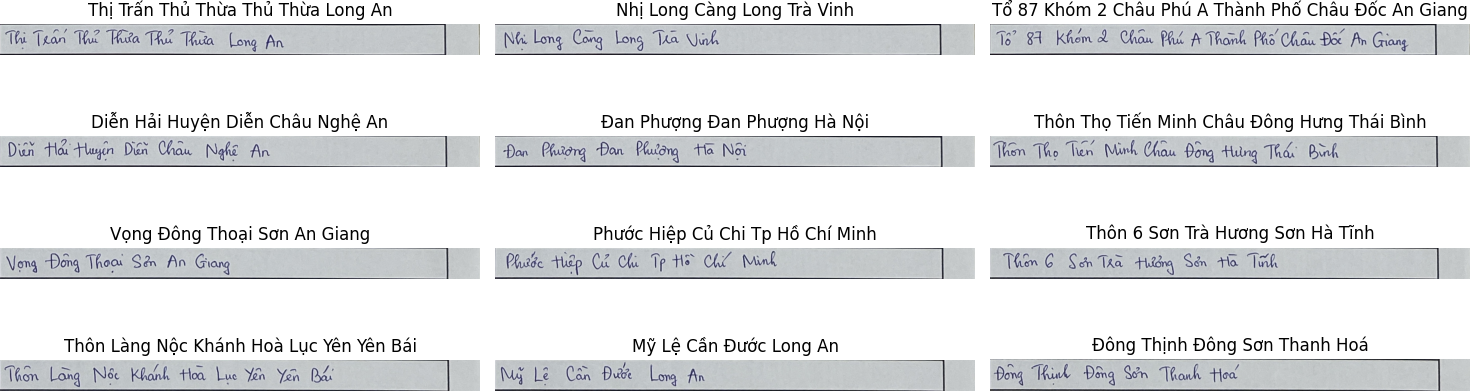 Thị Trấn Thủ Thừa Thủ Thừa Long An
Thị Trấn Thủ Thừa Thủ Thừa Long An
Nhị Long Càng Long Trà Vinh
Nhị Long Càng Long Trà Vinh
Tổ 87 Khóm 2 Châu Phú A Thành Phố Châu Đốc An Giang
Tổ 87 Khóm 2 Châu Phú A Thành Phố Châu Đốc An Giang
Diễn Hải Huyện Diễn Châu Nghệ An
Diễn Hải Huyện Diễn Châu Nghệ An
Đan Phượng Đan Phượng Hà Nội
Đan Phượng Đan Phượng Hà Nội
Thôn Thọ Tiến Minh Châu Đông Hưng Thái Bình
Thôn Thọ Tiến Minh Châu Đông Hưng Thái Bình
Vọng Đông Thoại Sơn An Giang
Vọng Đông Thoại Sơn An Giang
Phước Hiệp Củ Chi Tp Hồ Chí Minh
Phước Hiệp Củ Chi Tp Hồ Chí Minh
Thôn 6 Sơn Trà Hương Sơn Hà Tĩnh
Thôn 6 Sơn Trà Hương Sơn Hà Tĩnh
Thôn Làng Nộc Khánh Hoà Lục Yên Yên Bái
Thôn Làng Nộc Khánh Hoà Lục Yên Yên Bái
Mỹ Lệ Cần Đước Long An
Mỹ Lệ Cần Đước Long An
Đông Thịnh Đông Sơn Thanh Hoá
Đông Thịnh Đông Sơn Thanh Hoá